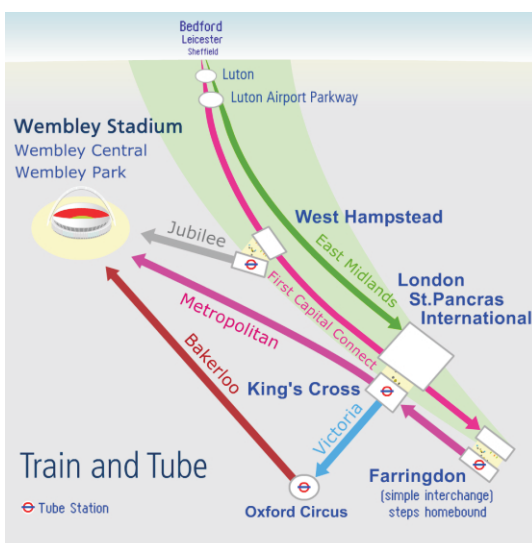 Bedford
Leicester
Sheffield
Luton
Luton Airport Parkway
Wembley Stadium
Wembley Central
Wembley Park
West Hampstead
Jubilee
East Midlands
First Capital Connect
London
St.Pancras
International
Metropolitan
Bakerloo
King's Cross
Victoria
Train and Tube
Farringdon
(simple interchange)
steps homebound
Tube Station
Oxford Circus